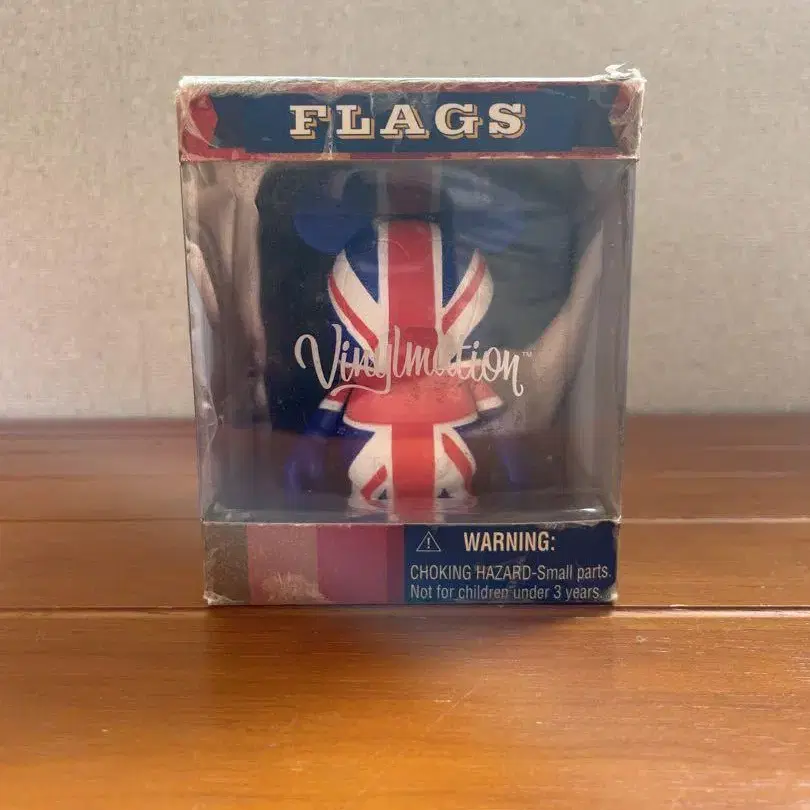 FLAGS
Vinylmation™
WARNING:
CHOKING HAZARD-Small parts.
Not for children under 3 years.